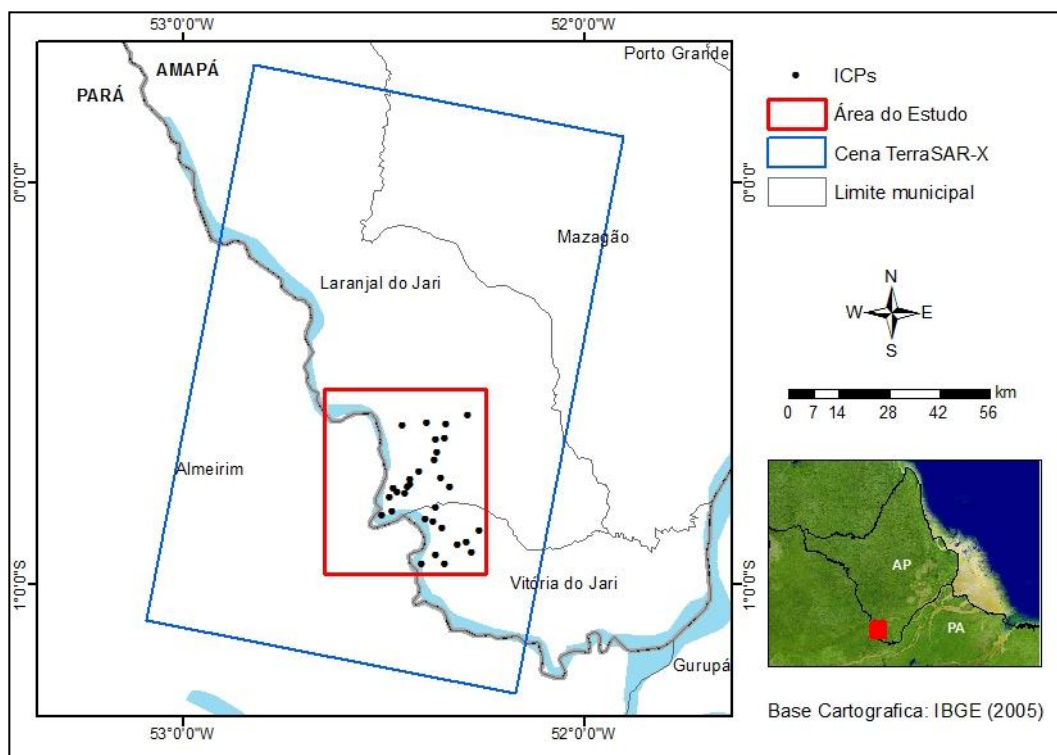 53°0'0"W
52°0'0"W
Porto Grande
AMAPÁ
PARÁ
0°0'0"
0°0'0"
Mazagão
Laranjal do Jari
Almeirim
Vitória do Jari
1°0'0"S
1°0'0"S
Gurupá
53°0'0"W
52°0'0"W
ICPs
Área do Estudo
Cena TerraSAR-X
Limite municipal
N
W
E
S
km
0 7 14 28 42 56
AP
PA
Base Cartografica: IBGE (2005)